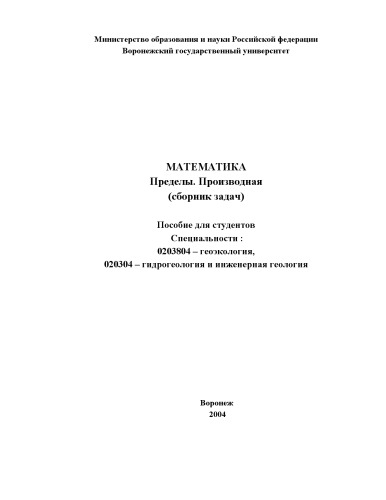 Министерство образования и науки Российской федерации
Воронежский государственный университет
МАТЕМАТИКА
Пределы. Производная
(сборник задач)
Пособие для студентов
Специальности :
0203804 – геоэкология,
020304 – гидрогеология и инженерная геология
Воронеж
2004